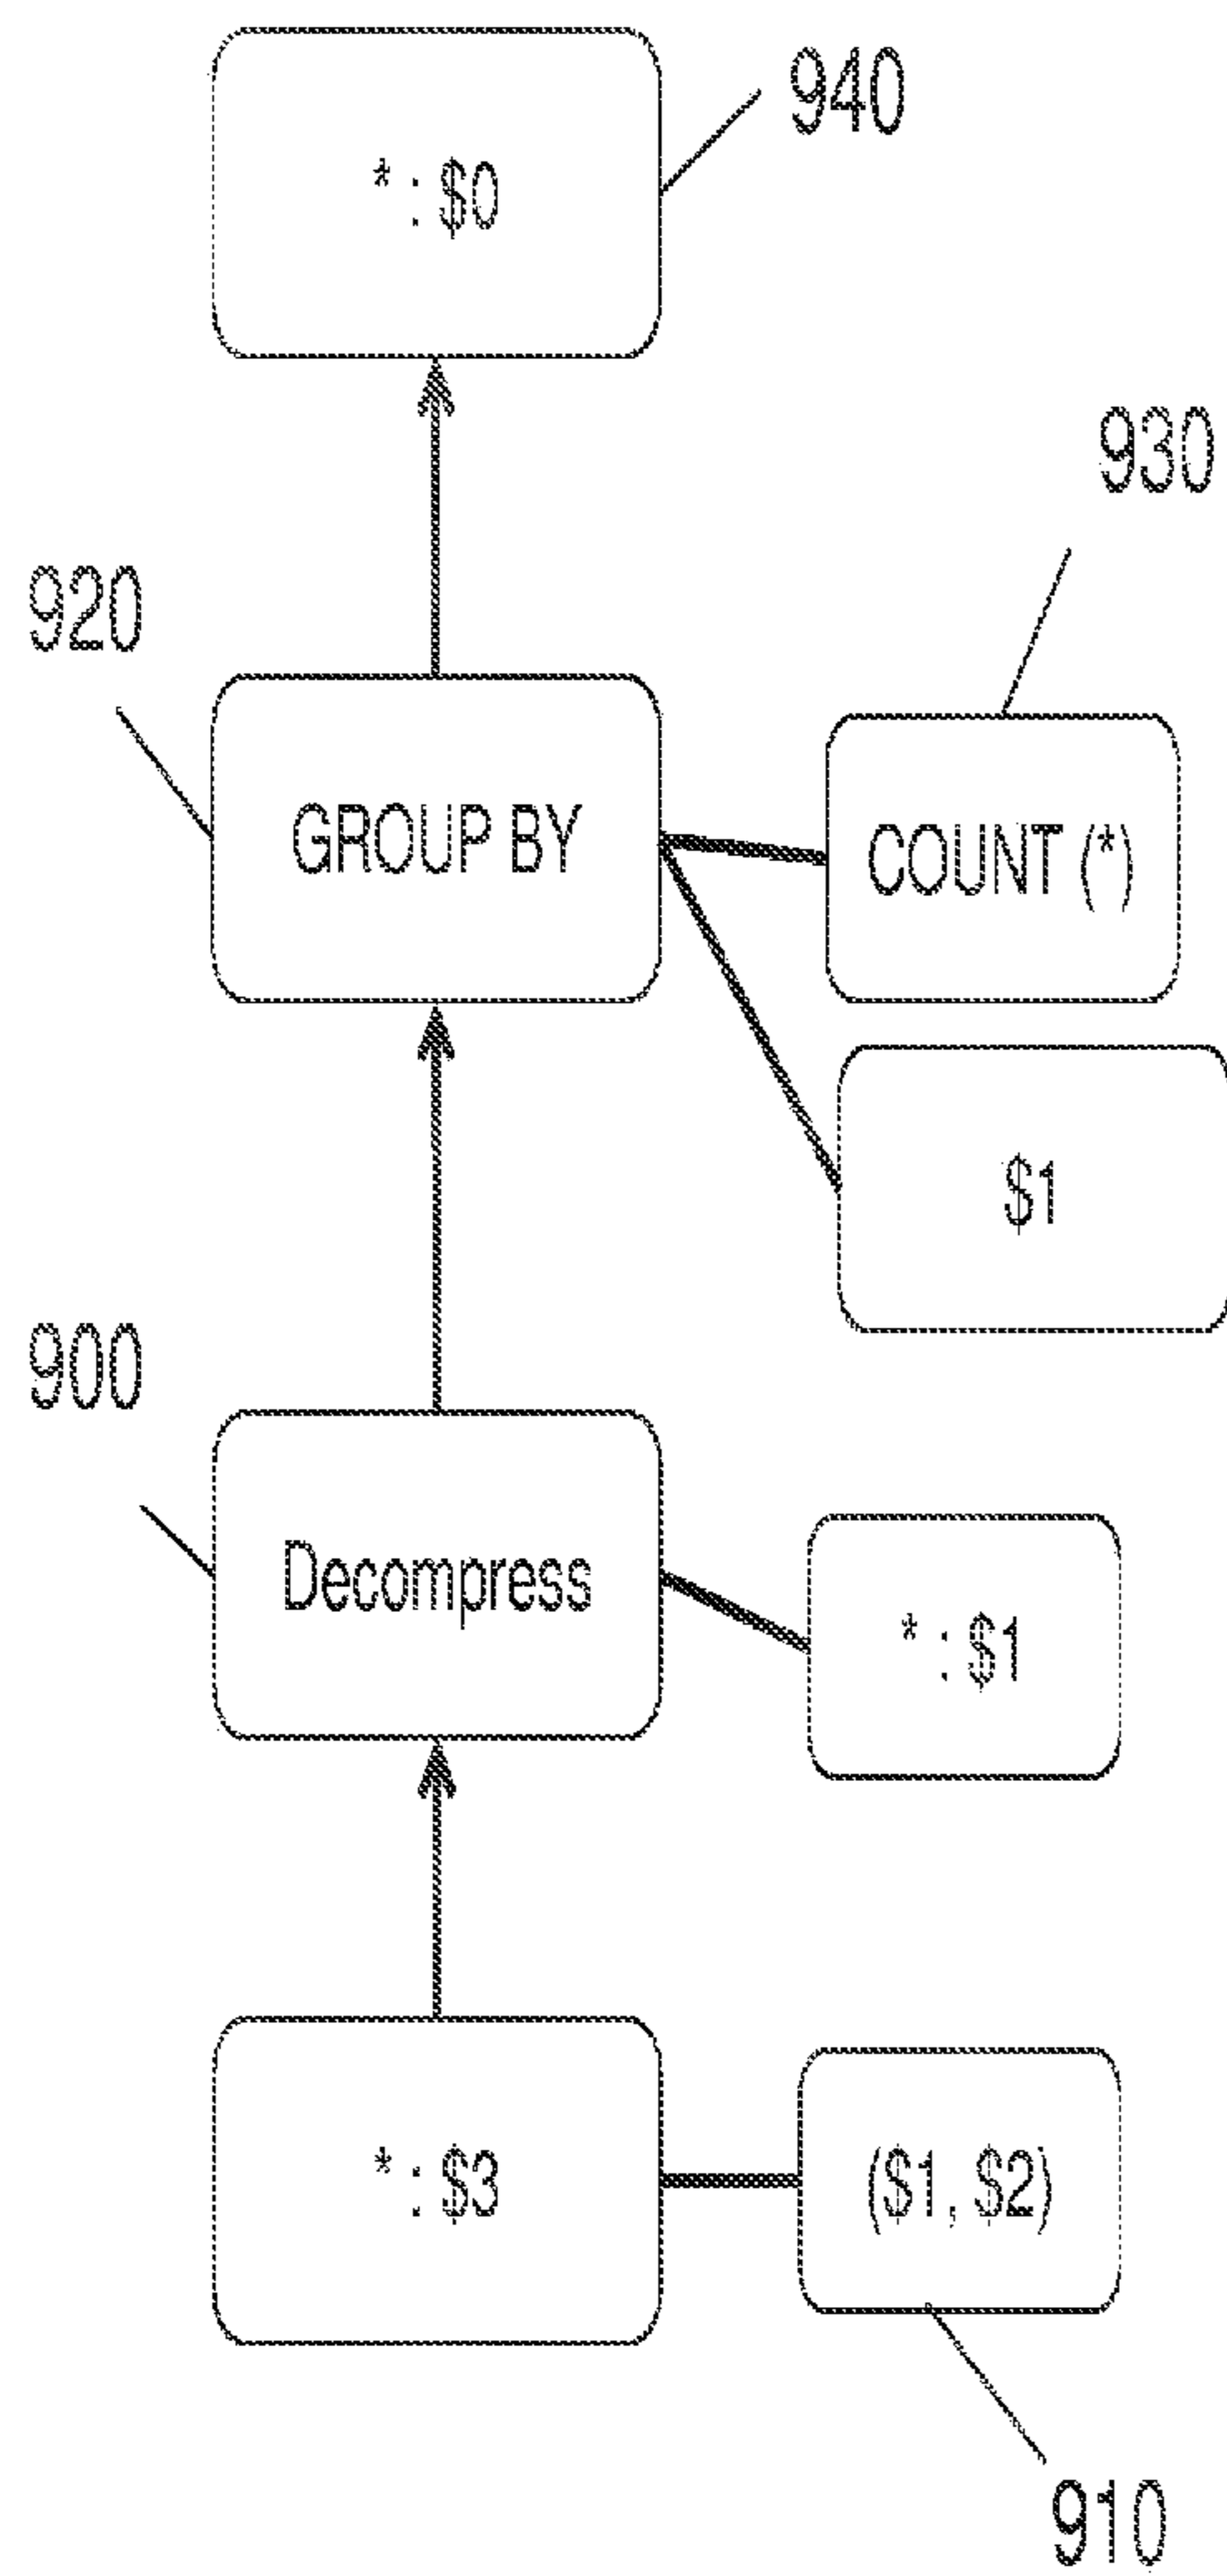 940
* : $0
930
920
GROUP BY
COUNT (*)
$1
900
Decompress
* : $1
* : $3
($1, $2)
910